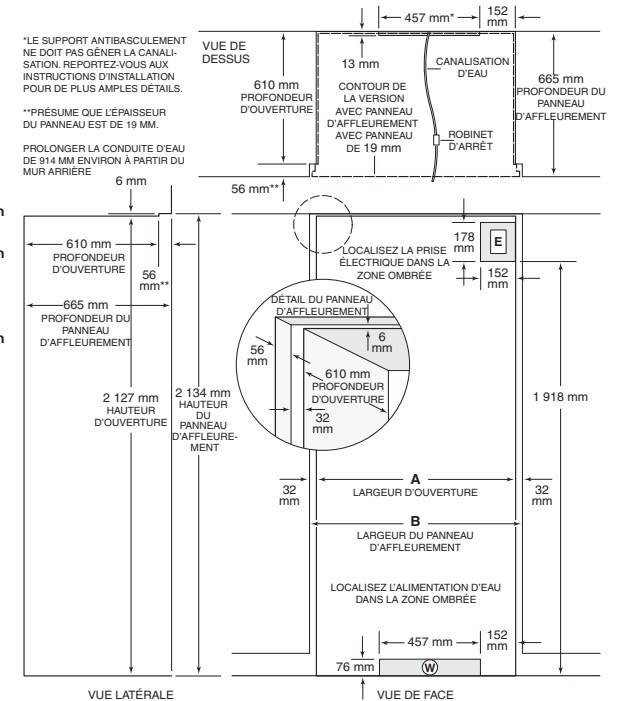 *LE SUPPORT ANTIBASCULEMENT
NE DOIT PAS GÊNER LA CANALI-
SATION. REPORTEZ-VOUS AUX
INSTRUCTIONS D'INSTALLATION
POUR DE PLUS AMPLES DÉTAILS.
**PRÉSUME QUE L'ÉPAISSEUR
DU PANNEAU EST DE 19 MM.
PROLONGER LA CONDUITE D'EAU
DE 914 MM ENVIRON À PARTIR DU
MUR ARRIÈRE
VUE DE
DESSUS
457 mm*
152
mm
13 mm
610 mm
PROFONDEUR
D'OUVERTURE
CONTOUR DE
LA VERSION
AVEC PANNEAU
D'AFFLEUREMENT
AVEC PANNEAU
DE 19 mm
CANALISATION
D'EAU
ROBINET
D'ARRÊT
665 mm
PROFONDEUR DU
PANNEAU
D'AFFLEUREMENT
56 mm**
6 mm
n
n
n
610 mm
PROFONDEUR
D'OUVERTURE
56
mm**
665 mm
PROFONDEUR DU
PANNEAU
D'AFFLEUREMENT
2 127 mm
HAUTEUR
D'OUVERTURE
2 134 mm
HAUTEUR
DU
PANNEAU
D'AFFLEURE-
MENT
LOCALISEZ LA PRISE
ÉLECTRIQUE DANS LA
ZONE OMBRÉE
178
mm
E
152
mm
DÉTAIL DU PANNEAU
D'AFFLEUREMENT
56
mm
6
mm
610 mm
PROFONDEUR
D'OUVERTURE
32
mm
1 918 mm
32
mm
A
LARGEUR D'OUVERTURE
32
mm
B
LARGEUR DU PANNEAU
D'AFFLEUREMENT
LOCALISEZ L'ALIMENTATION D'EAU
DANS LA ZONE OMBRÉE
457 mm
152
mm
76 mm
W
VUE LATÉRALE
VUE DE FACE